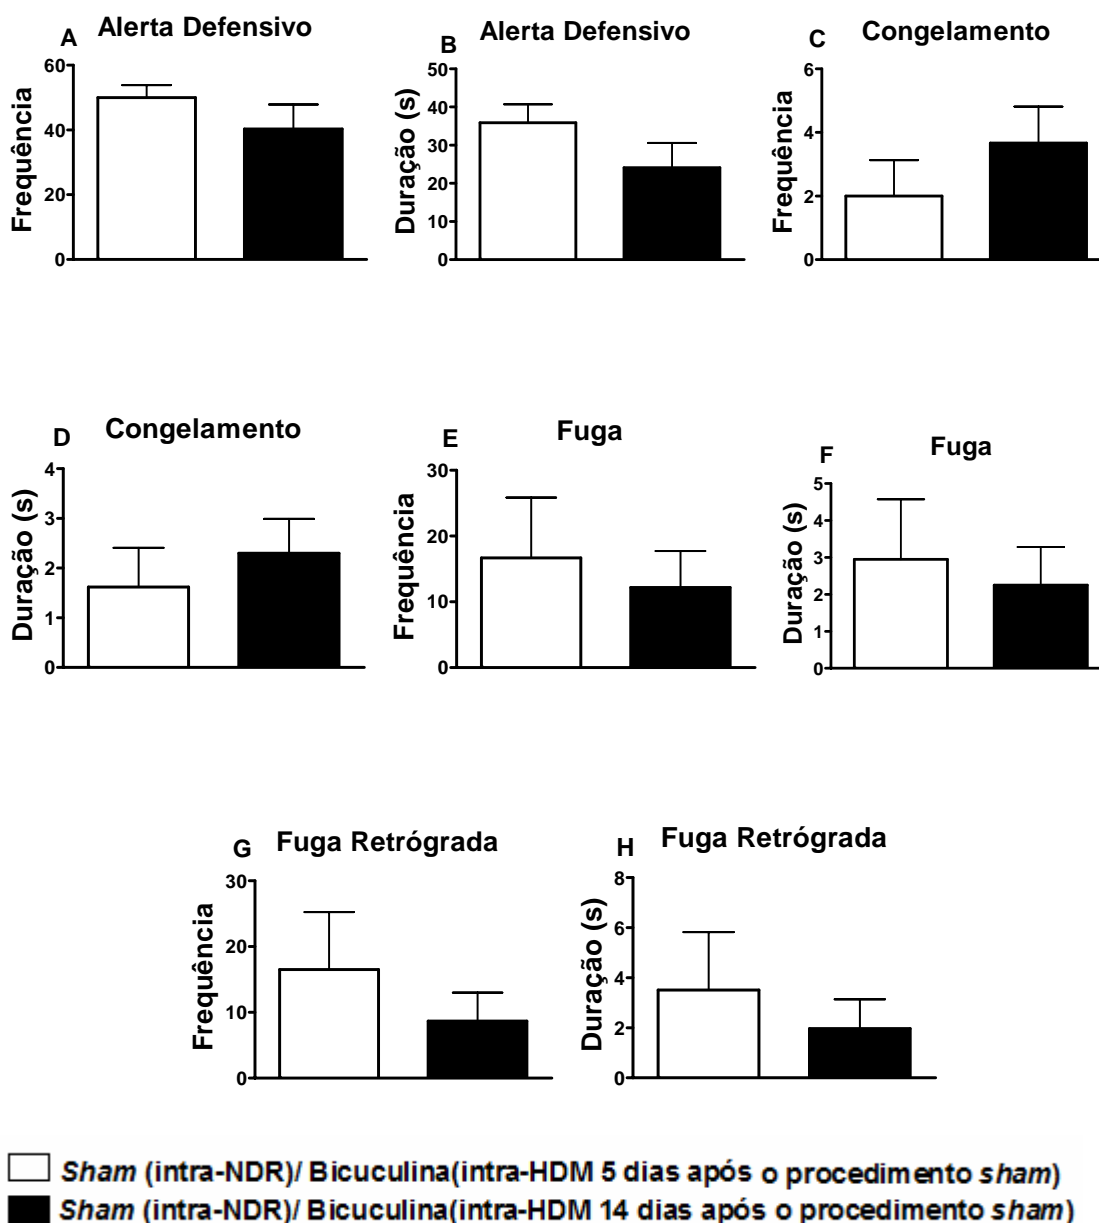 A Alerta Defensivo
Frequência
60
40
20
0
B Alerta Defensivo
Duração (s)
50
40
30
20
10
0
C Congelamento
Frequência
6
4
2
0
D Congelamento
Duração (s)
4
3
2
1
0
E Fuga
Frequência
30
20
10
0
F Fuga
Duração (s)
5
4
3
2
1
0
G Fuga Retrógrada
Frequência
30
20
10
0
H Fuga Retrógrada
Duração (s)
8
6
4
2
0
Sham (intra-NDR)/ Bicuculina(intra-HDM 5 dias após o procedimento sham)
Sham (intra-NDR)/ Bicuculina(intra-HDM 14 dias após o procedimento sham)